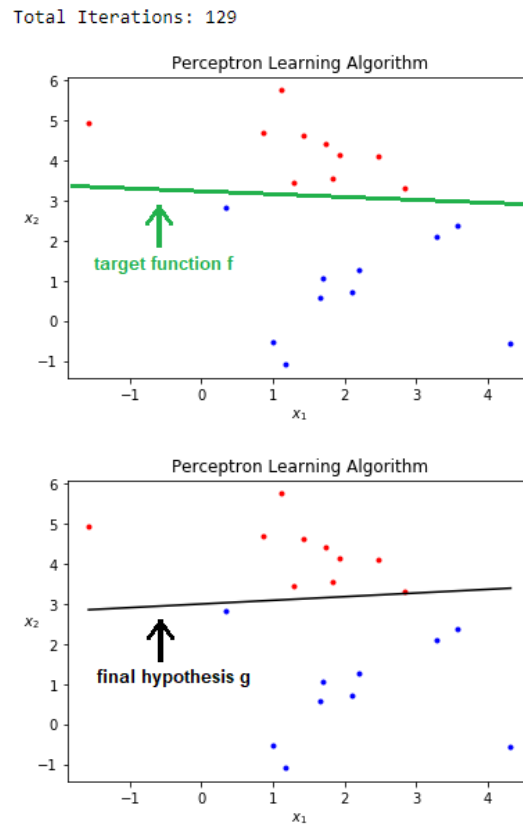 Total Iterations: 129
Perceptron Learning Algorithm
6
5
4
3
x₂
2
target function f
1
0
−1
−1 0 1 2 3 4
x₁
Perceptron Learning Algorithm
6
5
4
3
x₂
2
final hypothesis g
1
0
−1
−1 0 1 2 3 4
x₁